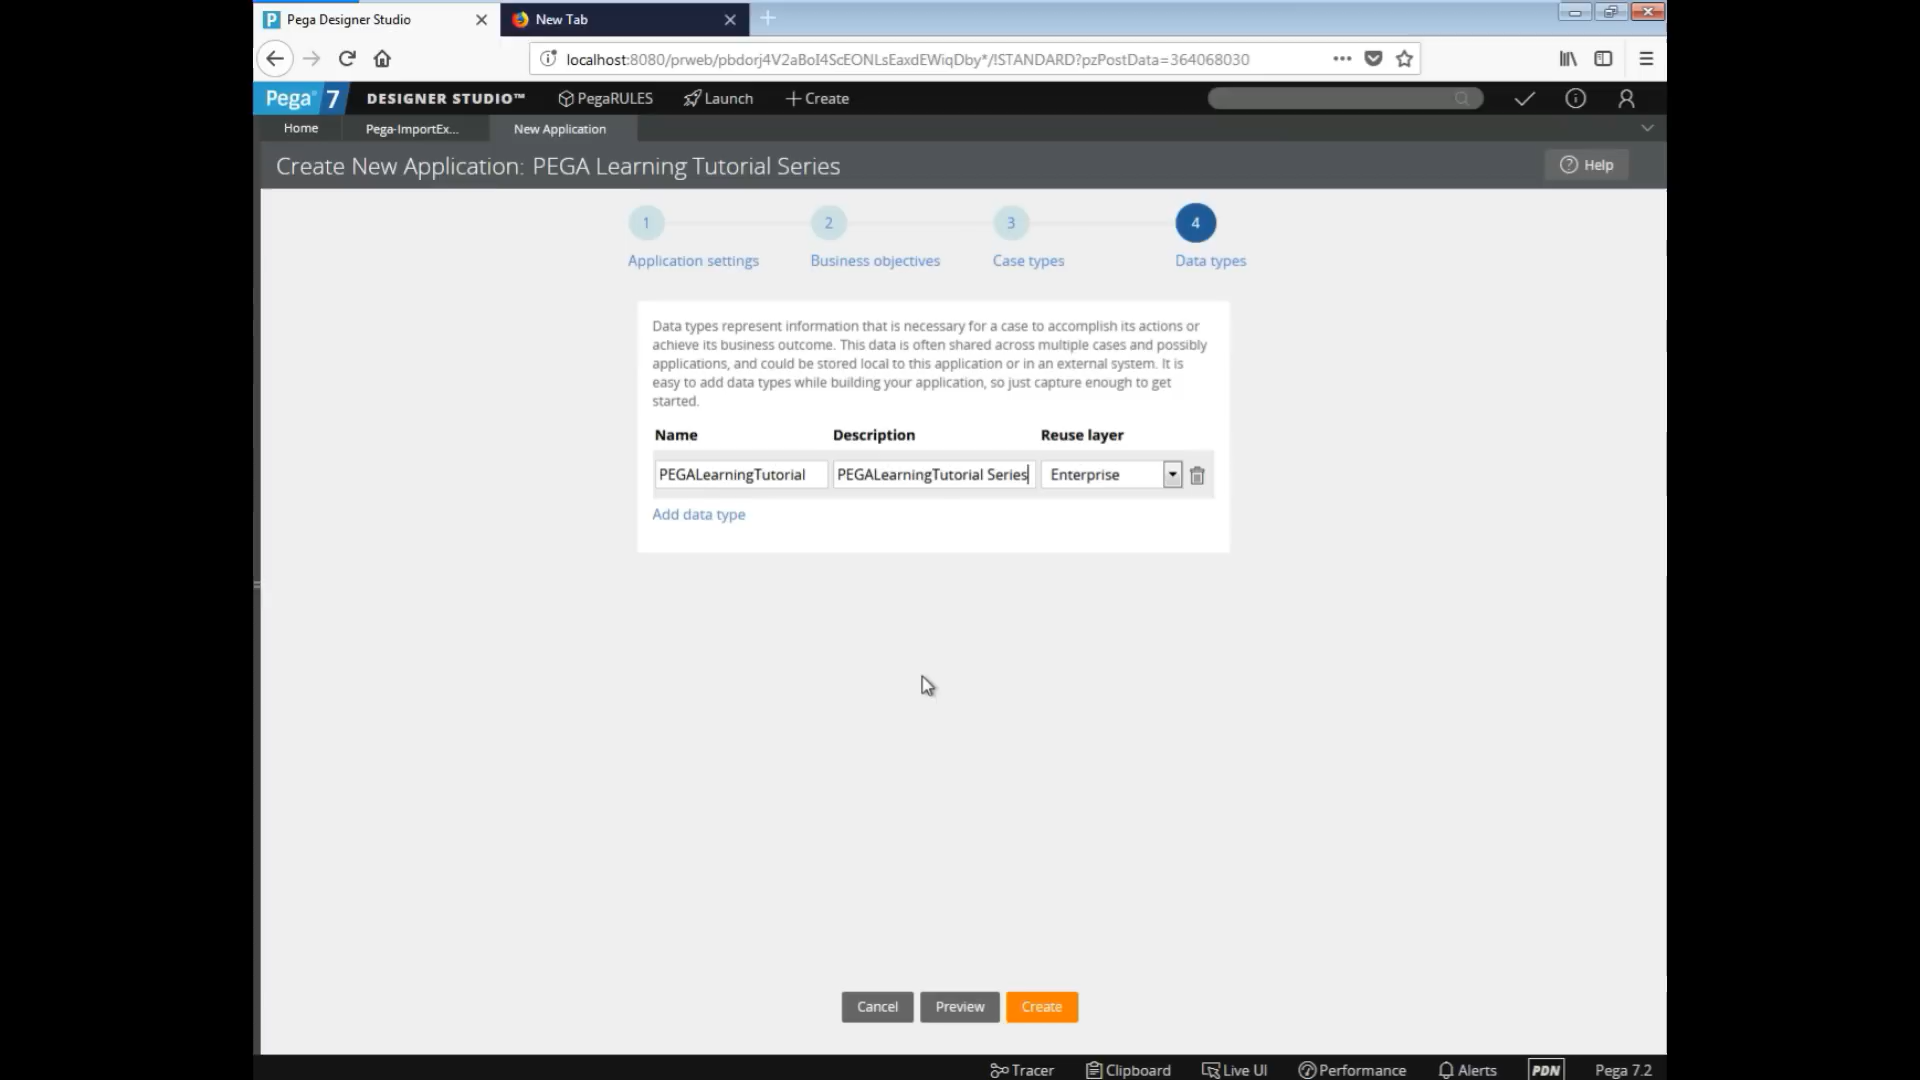 Pega Designer Studio
New Tab
localhost:8080/prweb/pbdorj4V2aBoI4ScEONLsEaxdEWiqDby*/!STANDARD?pzPostData=364068030
Pega 7 DESIGNER STUDIO™ PegaRULES Launch Create
Home Pega-ImportEx... New Application
Create New Application: PEGA Learning Tutorial Series
Help
1 2 3 4
Application settings Business objectives Case types Data types
Data types represent information that is necessary for a case to accomplish its actions or
achieve its business outcome. This data is often shared across multiple cases and possibly
applications, and could be stored local to this application or in an external system. It is
easy to add data types while building your application, so just capture enough to get
started.
Name Description Reuse layer
PEGALearningTutorial PEGALearningTutorial Series Enterprise
Add data type
Cancel Preview Create
Tracer Clipboard Live UI Performance Alerts PDN Pega 7.2